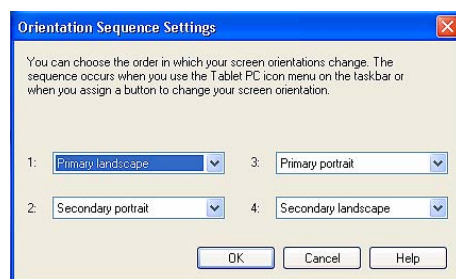 Orientation Sequence Settings
You can choose the order in which your screen orientations change. The
sequence occurs when you use the Tablet PC icon menu on the taskbar or
when you assign a button to change your screen orientation.
1: Primary landscape 3: Primary portrait
2: Secondary portrait 4: Secondary landscape
OK Cancel Help